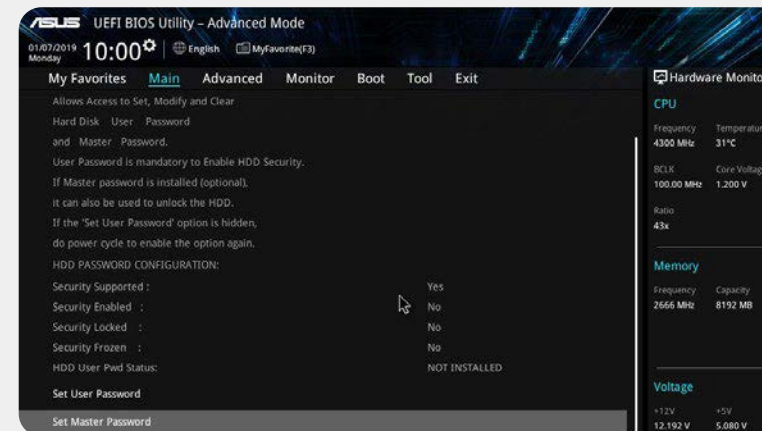 ASUS UEFI BIOS Utility – Advanced Mode
01/07/2019
Monday
10:00
English
MyFavorite(F3)
My Favorites Main Advanced Monitor Boot Tool Exit
Allows Access to Set, Modify and Clear
Hard Disk User Password
and Master Password.
User Password is mandatory to Enable HDD Security.
If Master password is installed (optional),
it can also be used to unlock the HDD.
If the 'Set User Password' option is hidden,
do power cycle to enable the option again.
HDD PASSWORD CONFIGURATION:
Security Supported : Yes
Security Enabled : No
Security Locked : No
Security Frozen : No
HDD User Pwd Status: NOT INSTALLED
Set User Password
Set Master Password
Hardware Monito
CPU
Frequency Temperatur
4300 MHz 31°C
BCLK Core Voltag
100.00 MHz 1.200 V
Ratio
43x
Memory
Frequency Capacity
2666 MHz 8192 MB
Voltage
+12V +5V
12.192 V 5.080 V